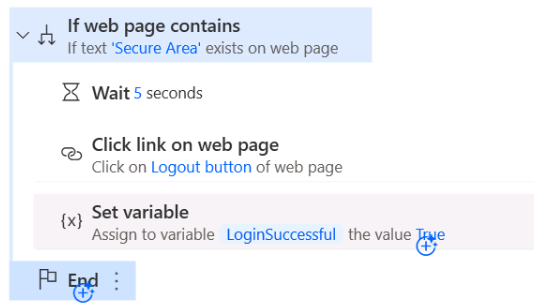 If web page contains
If text 'Secure Area' exists on web page
Wait 5 seconds
Click link on web page
Click on Logout button of web page
{x} Set variable
Assign to variable LoginSuccessful the value True
End